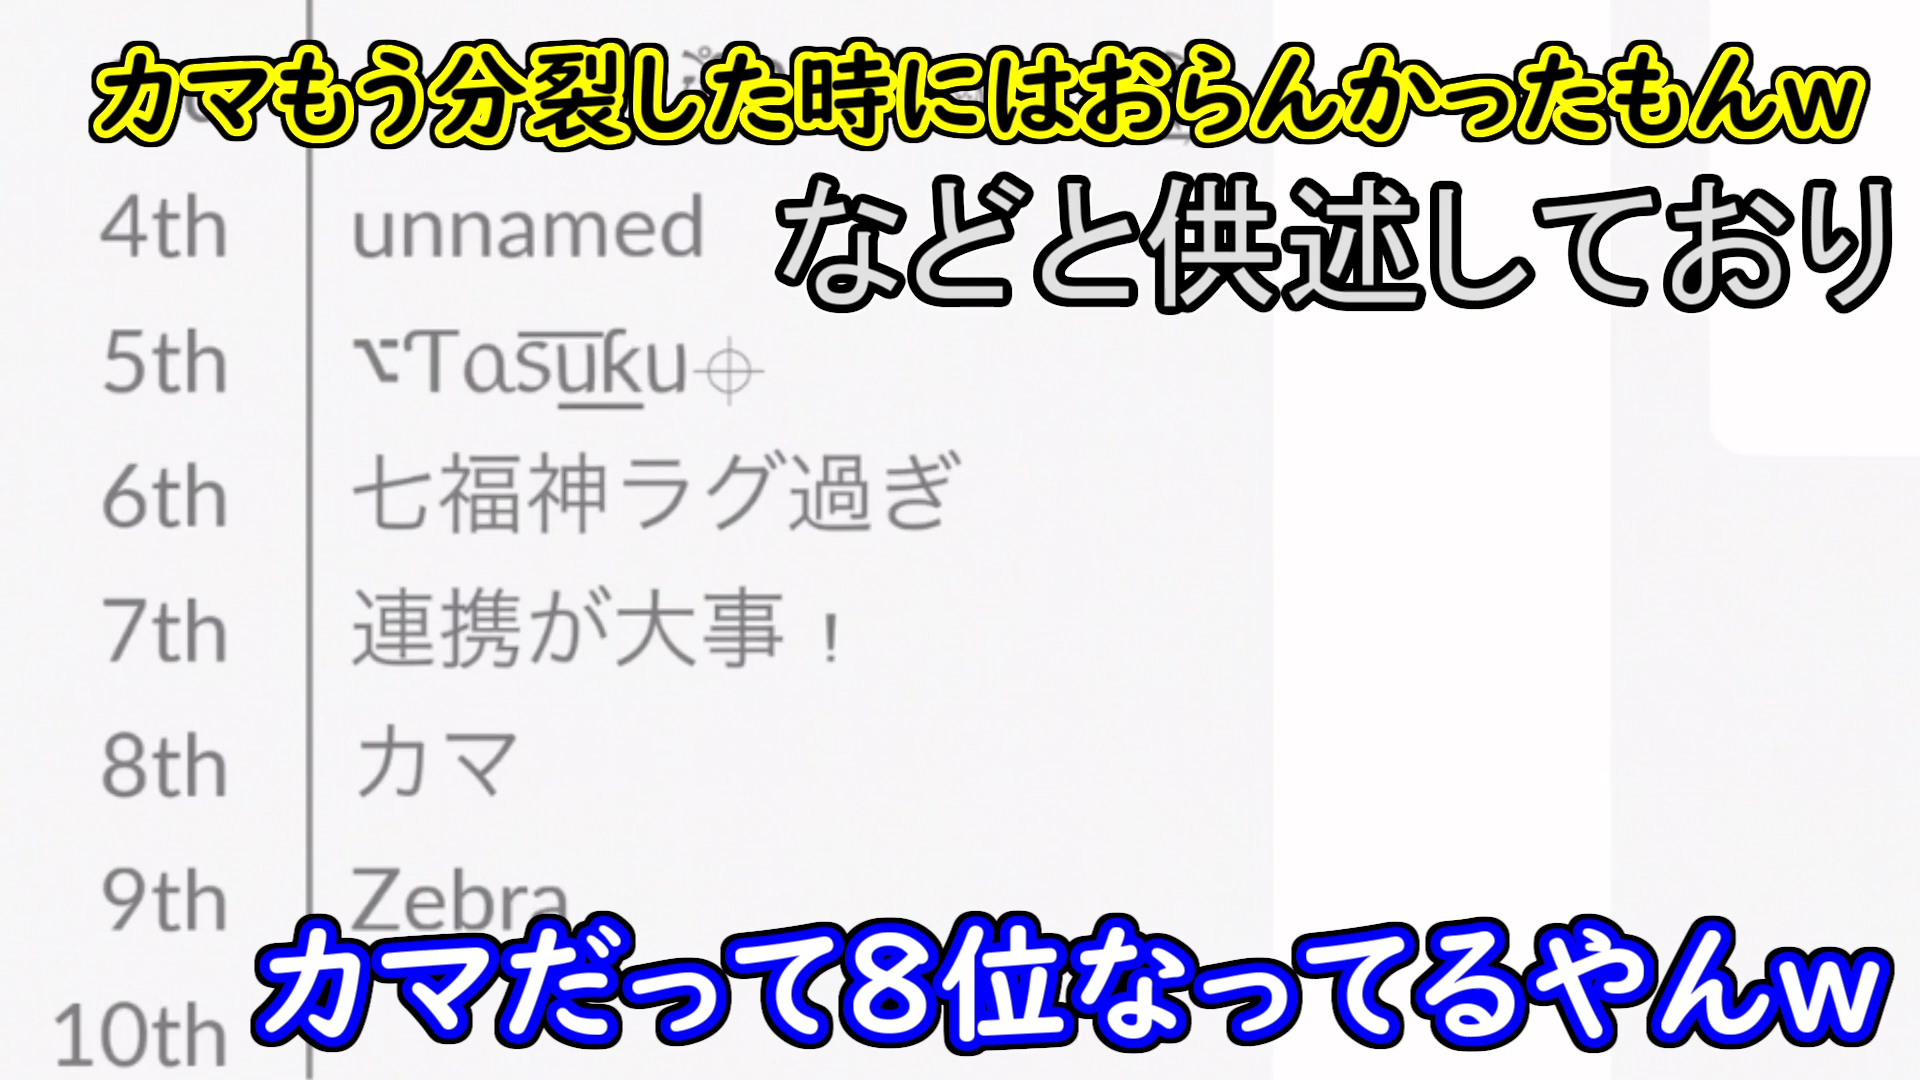 カマもう分裂した時にはおらんかったもんw
などと供述しており
4th unnamed
5th ⌥Tasuku⌖
6th 七福神ラグ過ぎ
7th 連携が大事！
8th カマ
9th Zebra
カマだって8位なってるやんw
10th